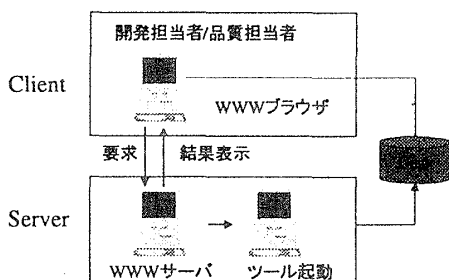 開発担当者/品質担当者
Client
WWWブラウザ
要求
結果表示
Server
WWWサーバ
ツール起動